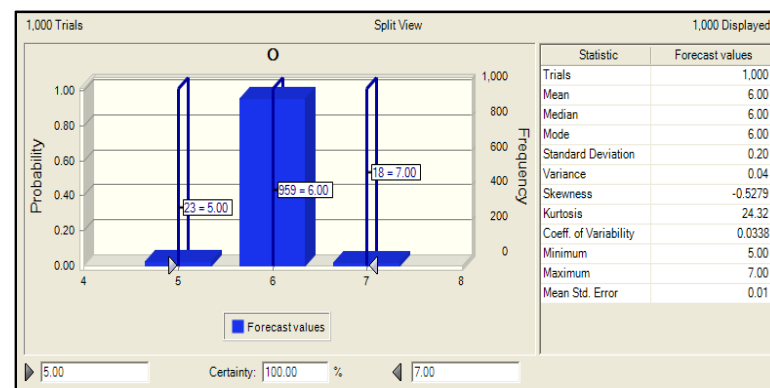 1,000 Trials Split View 1,000 Displayed
O
Probability
1.00
0.80
0.60
0.40
0.20
0.00
23 = 5.00
959 = 6.00
18 = 7.00
1,000
800
600
400
200
0
Frequency
4 5 6 7 8
Forecast values
Statistic Forecast values
Trials 1,000
Mean 6.00
Median 6.00
Mode 6.00
Standard Deviation 0.20
Variance 0.04
Skewness -0.5279
Kurtosis 24.32
Coeff. of Variability 0.0338
Minimum 5.00
Maximum 7.00
Mean Std. Error 0.01
5.00 Certainty: 100.00 % 7.00